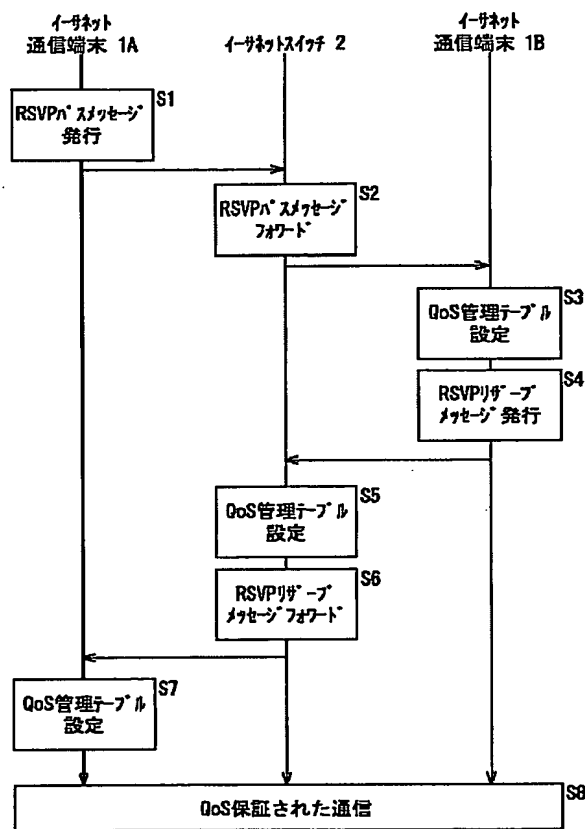 イーサネット
通信端末 1A
イーサネットスイッチ 2
イーサネット
通信端末 1B
S1
RSVPパスメッセージ
発行
S2
RSVPパスメッセージ
フォワード
S3
QoS管理テーブル
設定
S4
RSVPリザーブ
メッセージ発行
S5
QoS管理テーブル
設定
S6
RSVPリザーブ
メッセージフォワード
S7
QoS管理テーブル
設定
S8
QoS保証された通信